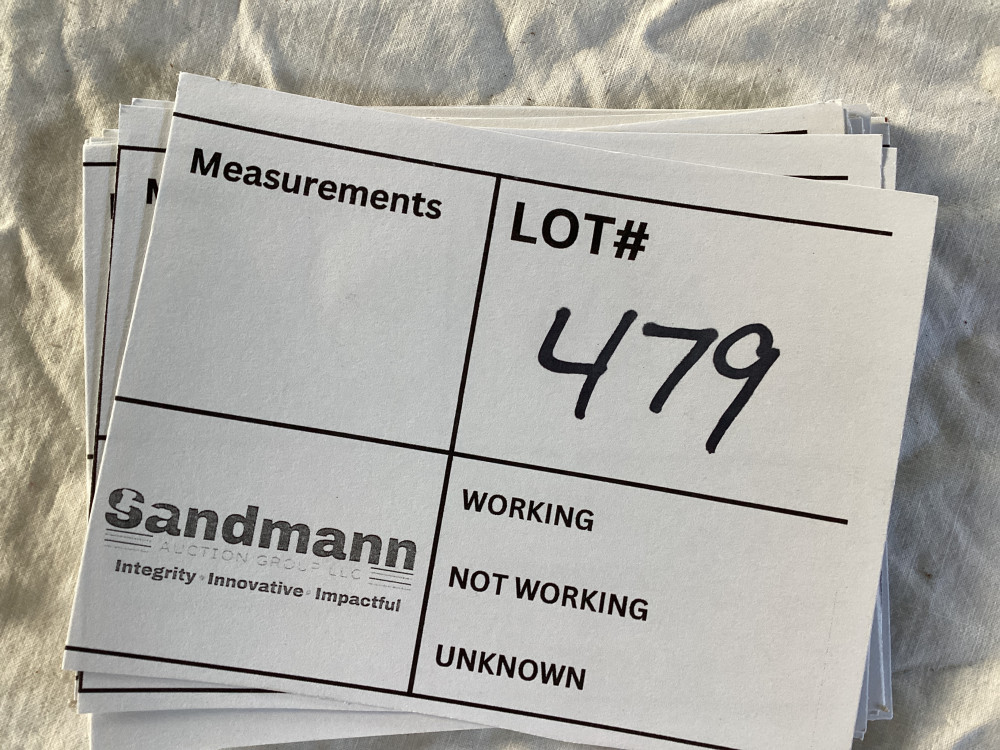 Measurements
LOT#
479
Sandmann
AUCTION GROUP LLC
Integrity • Innovative • Impactful
WORKING
NOT WORKING
UNKNOWN
M